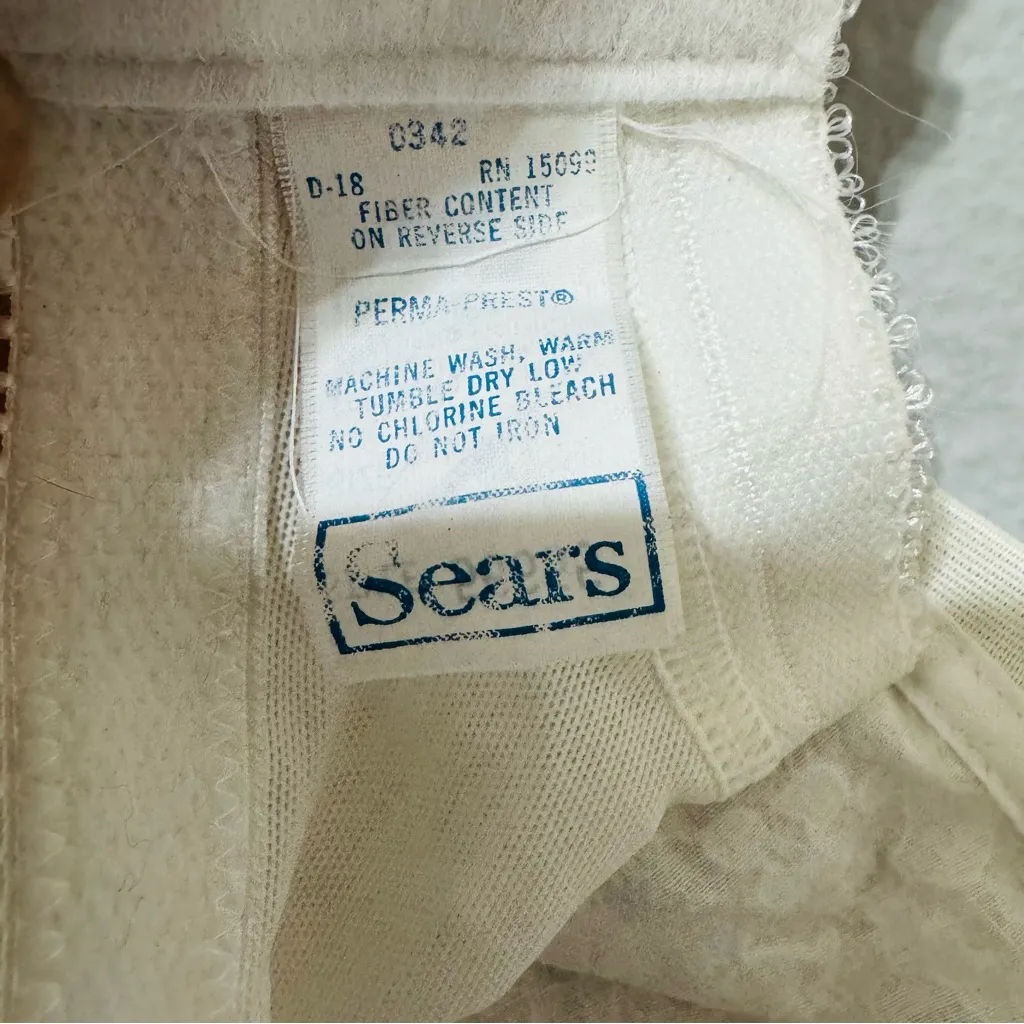 0342
D-18 RN 15099
FIBER CONTENT
ON REVERSE SIDE
PERMA-PREST®
MACHINE WASH, WARM
TUMBLE DRY LOW
NO CHLORINE BLEACH
DO NOT IRON
Sears